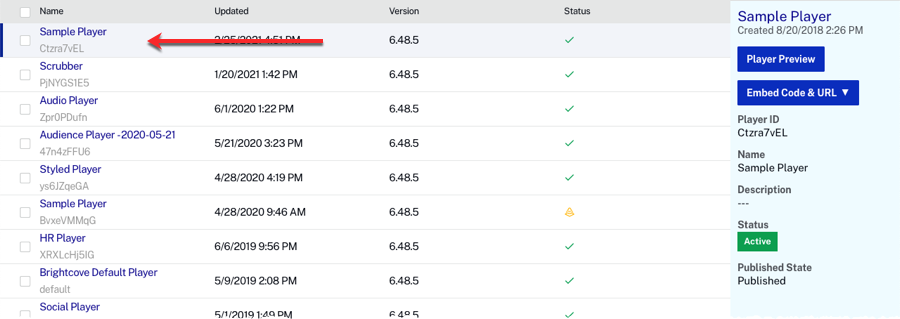 Name Updated Version Status
Sample Player
Ctzra7vEL
2/25/2021 4:51 PM 6.48.5
Scrubber
PjNYGS1E5
1/20/2021 1:42 PM 6.48.5
Audio Player
Zpr0PDufn
6/1/2020 1:22 PM 6.48.5
Audience Player - 2020-05-21
47n4zFFU6
5/21/2020 3:23 PM 6.48.5
Styled Player
ys6JZqeGA
4/28/2020 4:19 PM 6.48.5
Sample Player
BvxeVMMqG
4/28/2020 9:46 AM 6.48.5
HR Player
XRXLcHj5IG
6/6/2019 9:56 PM 6.48.5
Brightcove Default Player
default
5/9/2019 2:08 PM 6.48.5
Social Player
5/1/2019 1:49 PM 6.48.5
Sample Player
Created 8/20/2018 2:26 PM
Player Preview
Embed Code & URL ▼
Player ID
Ctzra7vEL
Name
Sample Player
Description
---
Status
Active
Published State
Published